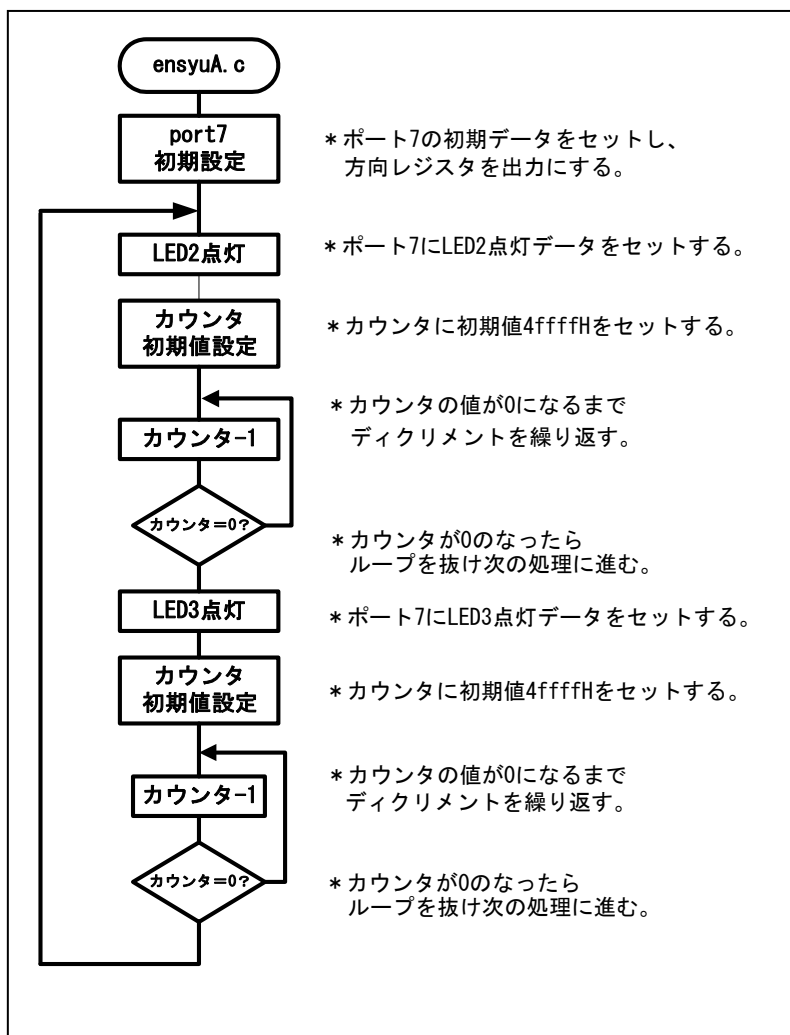 ensyuA.c
port7
初期設定
*ポート7の初期データをセットし、
方向レジスタを出力にする。
LED2点灯
*ポート7にLED2点灯データをセットする。
カウンタ
初期値設定
*カウンタに初期値4ffffHをセットする。
*カウンタの値が0になるまで
ディクリメントを繰り返す。
カウンタ-1
カウンタ=0?
*カウンタが0のなったら
ループを抜け次の処理に進む。
LED3点灯
*ポート7にLED3点灯データをセットする。
カウンタ
初期値設定
*カウンタに初期値4ffffHをセットする。
*カウンタの値が0になるまで
ディクリメントを繰り返す。
カウンタ-1
カウンタ=0?
*カウンタが0のなったら
ループを抜け次の処理に進む。